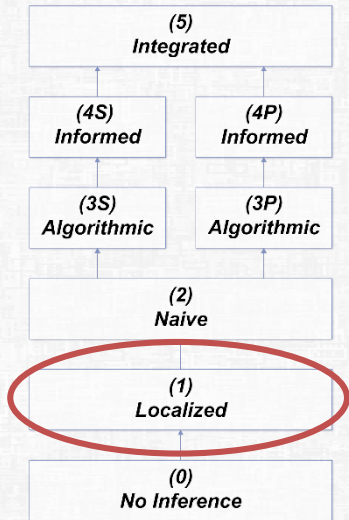 (5)
Integrated
(4S)
Informed
(4P)
Informed
(3S)
Algorithmic
(3P)
Algorithmic
(2)
Naive
(1)
Localized
(0)
No Inference